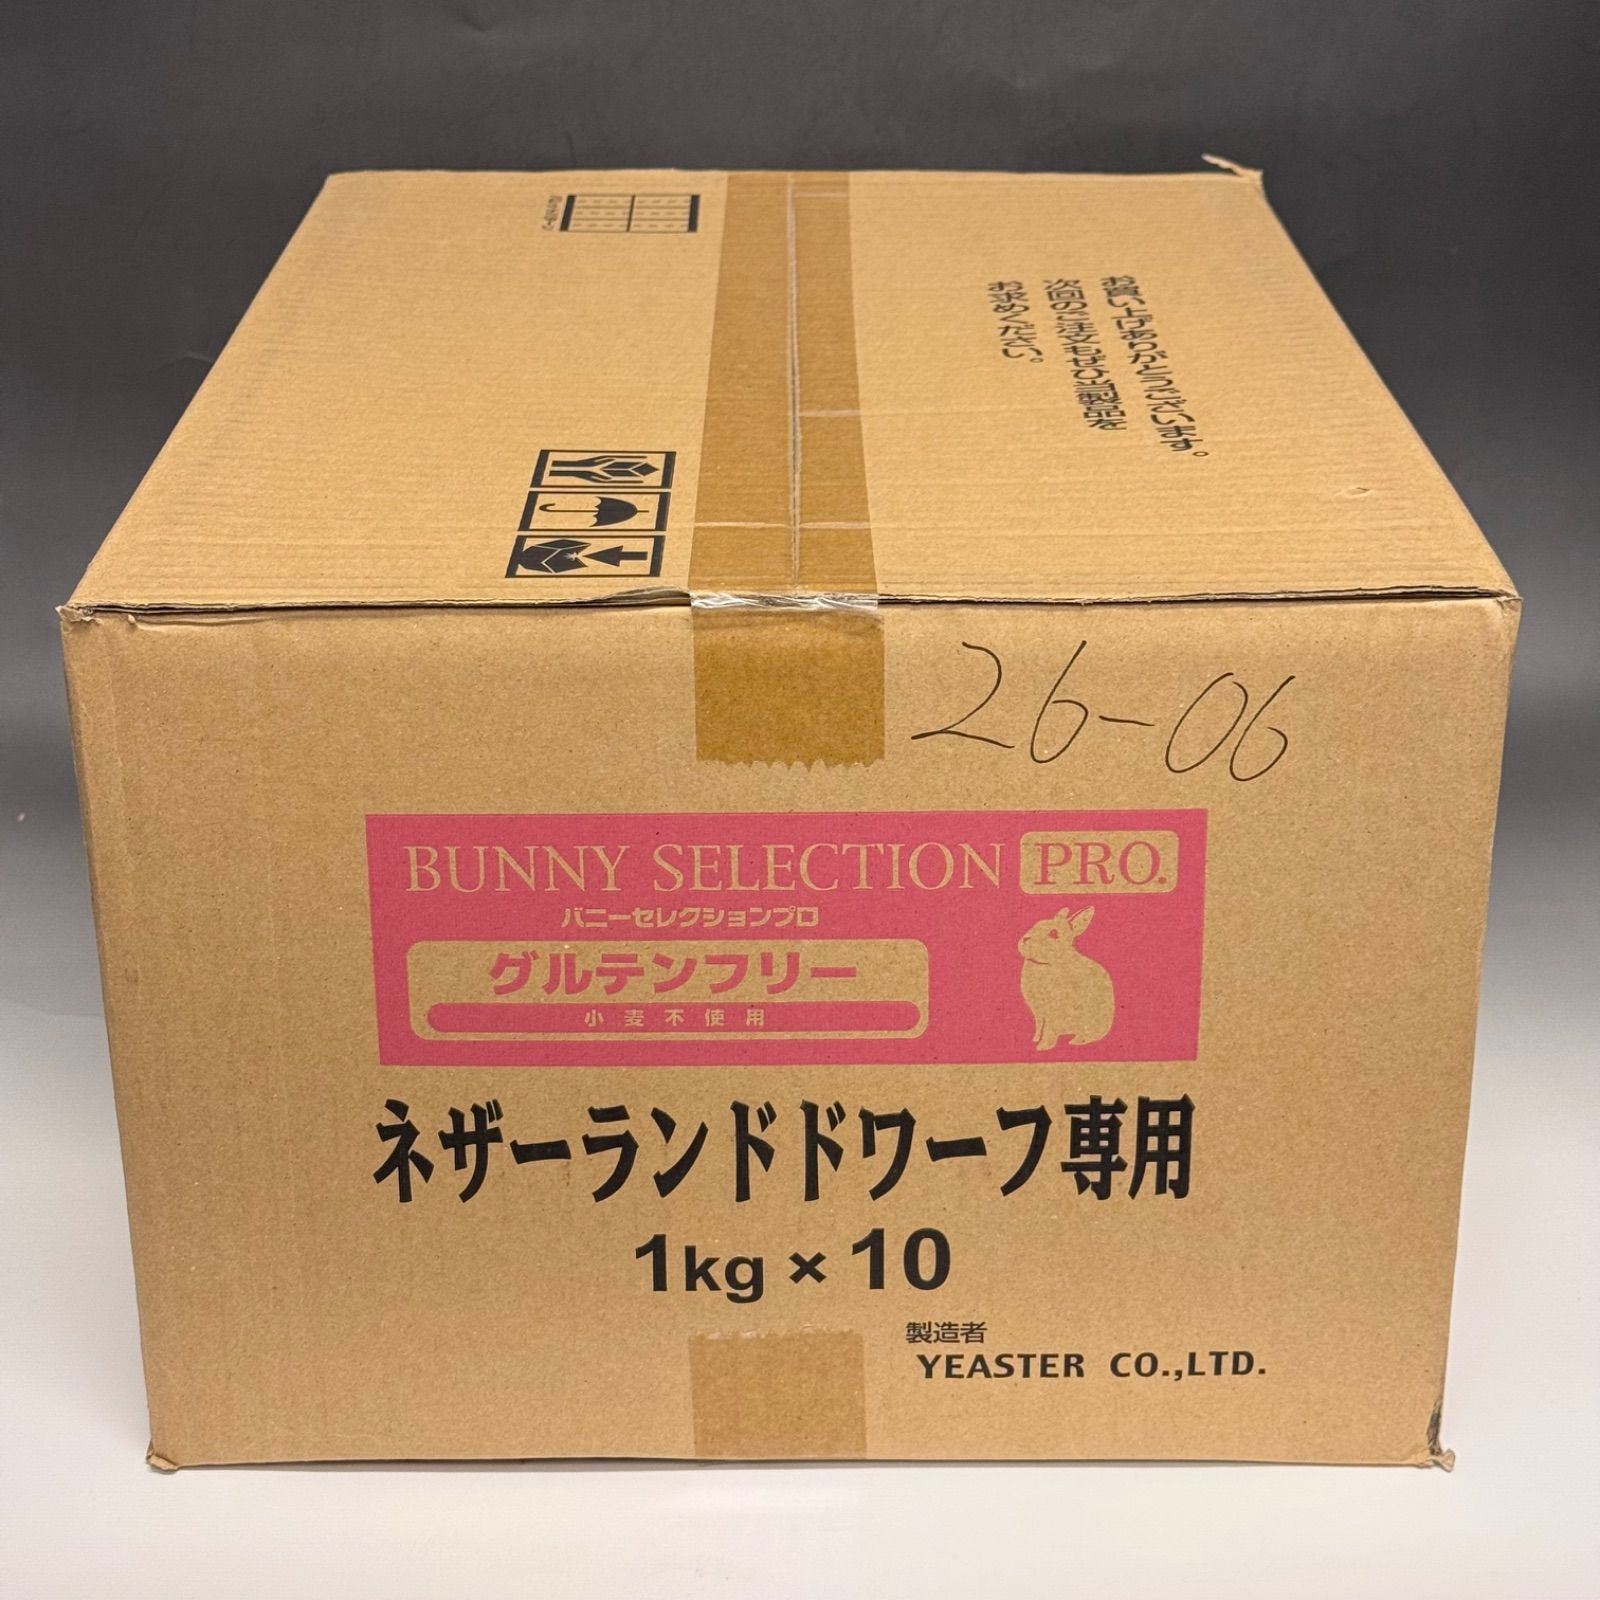 お買い上げありがとうございます。
次回のご注文もぜひ当印を
お求めください。
26-06
BUNNY SELECTION PRO.
バニーセレクションプロ
グルテンフリー
小麦不使用
ネザーランドドワーフ専用
1kg × 10
製造者
YEASTER CO.,LTD.